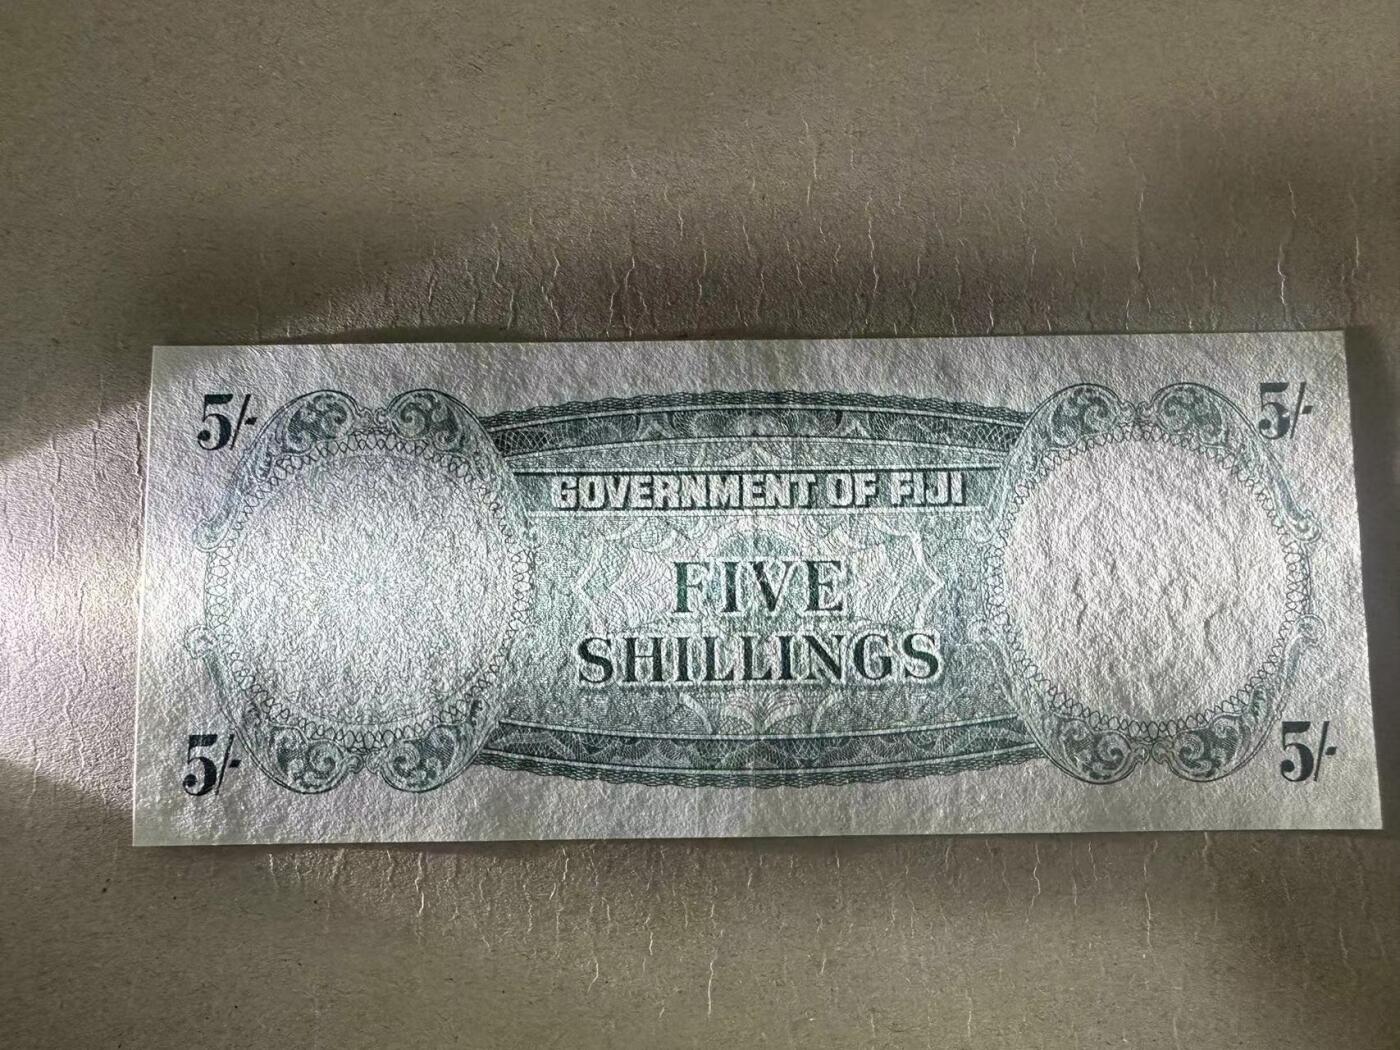 5/-
5/-
GOVERNMENT OF FIJI
FIVE
SHILLINGS
5/-
5/-